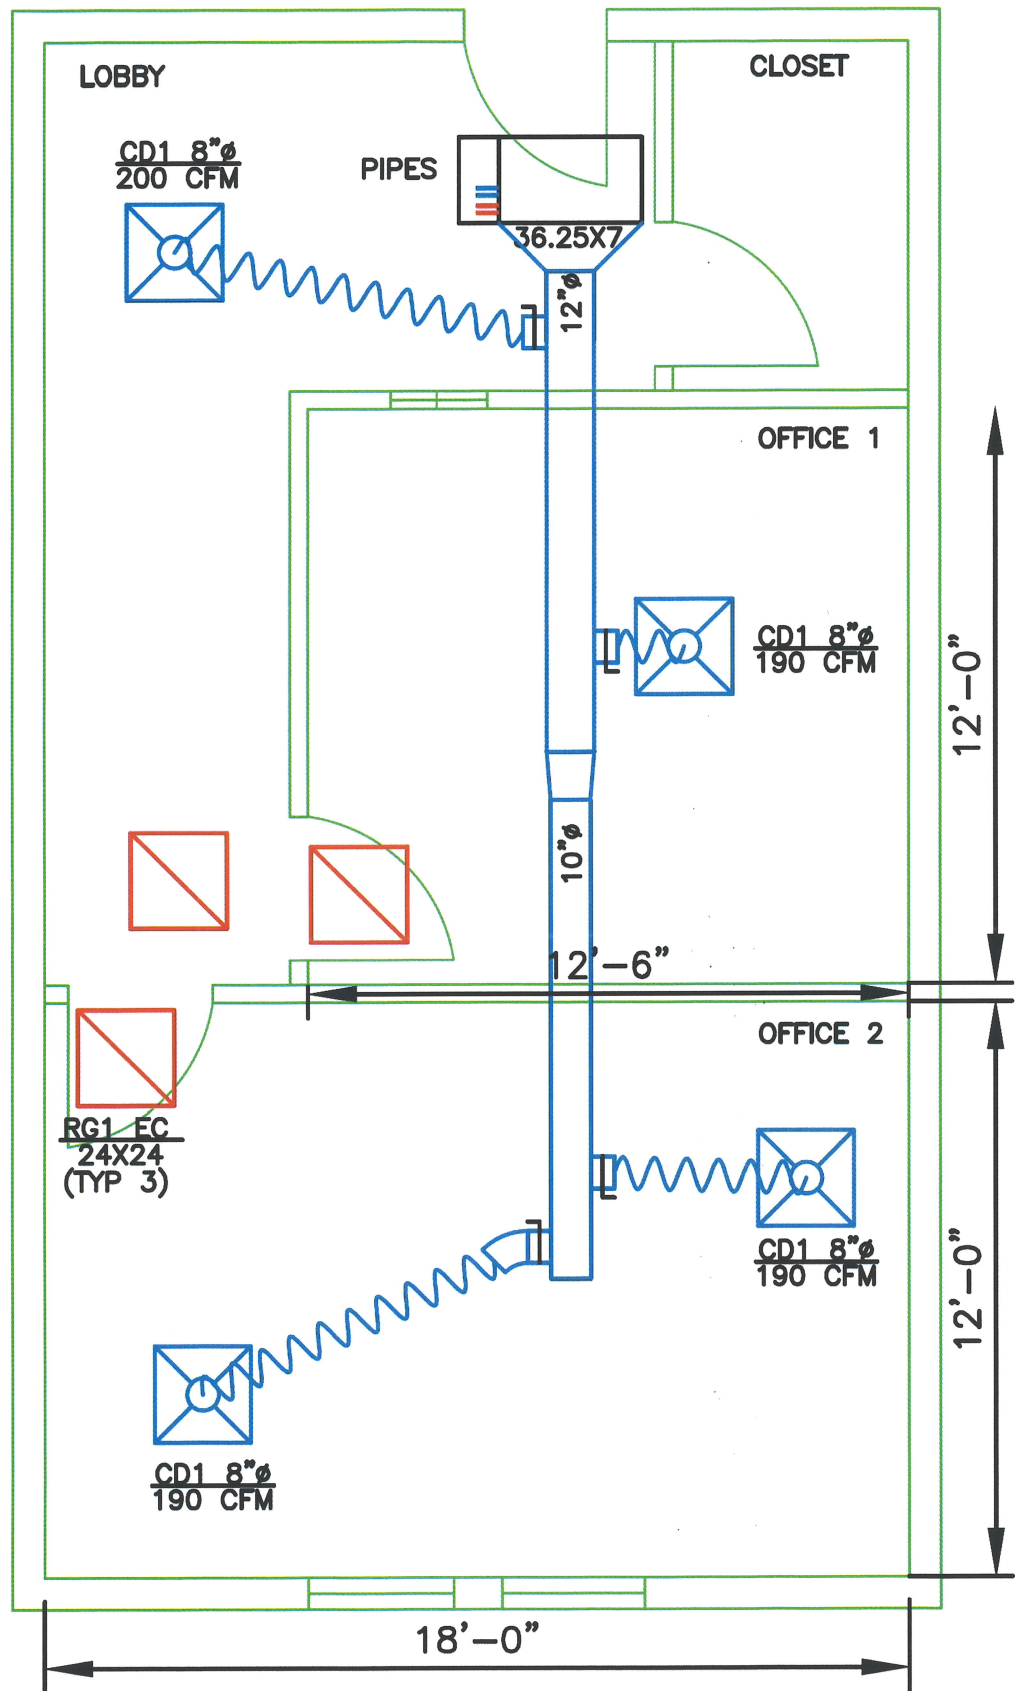 LOBBY
CLOSET
CD1 8"ø
200 CFM
PIPES
36.25X7
12"ø
OFFICE 1
CD1 8"ø
190 CFM
12'-0"
10"ø
12'-6"
OFFICE 2
RG1 EC
24X24
(TYP 3)
CD1 8"ø
190 CFM
12'-0"
CD1 8"ø
190 CFM
18'-0"